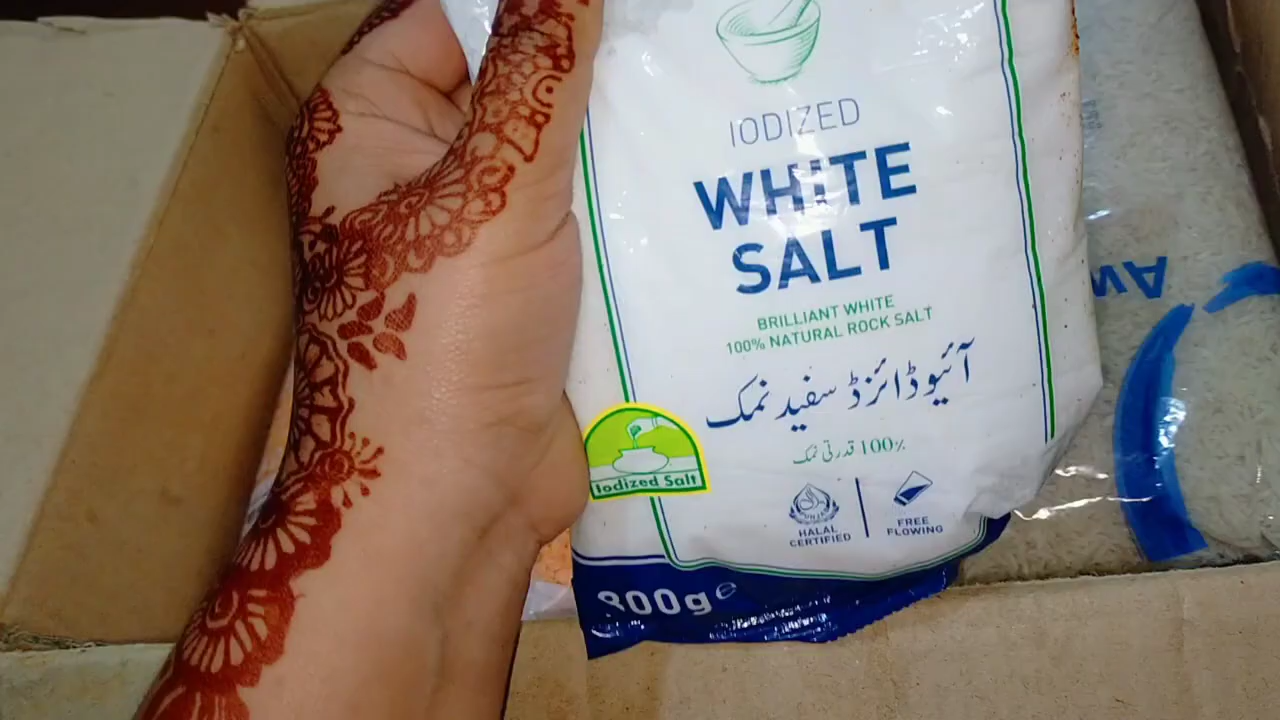 IODIZED
WHITE
SALT
BRILLIANT WHITE
100% NATURAL ROCK SALT
آئیوڈائزڈ سفید نمک
100٪ قدرتی نمک
Iodized Salt
HALAL
CERTIFIED
FREE
FLOWING
800g e